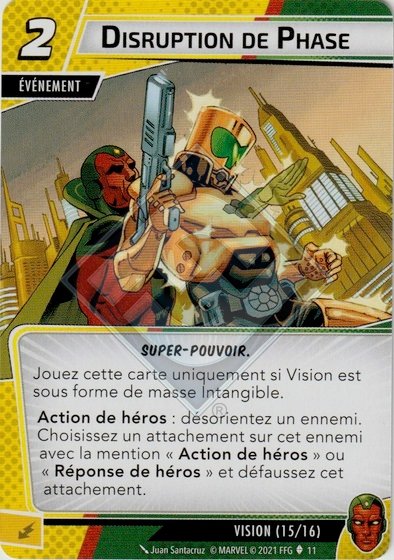 2
DISRUPTION DE PHASE
ÉVÉNEMENT
SUPER-POUVOIR.
Jouez cette carte uniquement si Vision est
sous forme de masse Intangible.
Action de héros : désorientez un ennemi.
Choisissez un attachement sur cet ennemi
avec la mention « Action de héros » ou
« Réponse de héros » et défaussez cet
attachement.
VISION (15/16)
Juan Santacruz © MARVEL © 2021 FFG 11